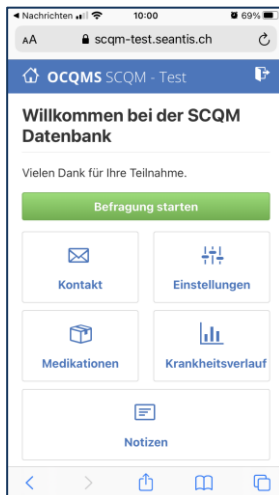 Nachrichten 10:00 69%
AA scqm-test.seantis.ch
OCQMS SCQM - Test
Willkommen bei der SCQM
Datenbank
Vielen Dank für Ihre Teilnahme.
Befragung starten
Kontakt Einstellungen
Medikationen Krankheitsverlauf
Notizen